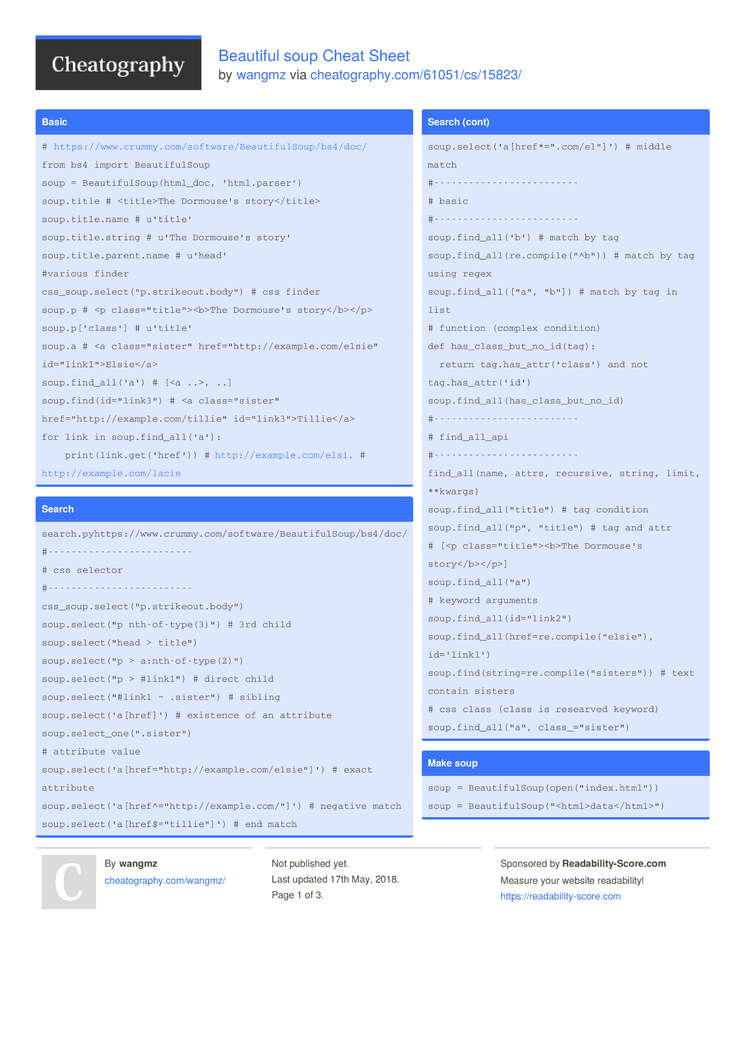 Cheatography
Beautiful soup Cheat Sheet
by wangmz via cheatography.com/61051/cs/15823/
Basic
# https://www.crummy.com/software/BeautifulSoup/bs4/doc/
from bs4 import BeautifulSoup
soup = BeautifulSoup(html_doc, 'html.parser')
soup.title # <title>The Dormouse's story</title>
soup.title.name # u'title'
soup.title.string # u'The Dormouse's story'
soup.title.parent.name # u'head'
#various finder
css_soup.select("p.strikeout.body") # css finder
soup.p # <p class="title"><b>The Dormouse's story</b></p>
soup.p['class'] # u'title'
soup.a # <a class="sister" href="http://example.com/elsie"
id="link1">Elsie</a>
soup.find_all('a') # [<a ..>, ..]
soup.find(id="link3") # <a class="sister"
href="http://example.com/tillie" id="link3">Tillie</a>
for link in soup.find_all('a'):
    print(link.get('href')) # http://example.com/elsi, #
http://example.com/lacie
Search
search.pyhttps://www.crummy.com/software/BeautifulSoup/bs4/doc/
#-------------------------
# css selector
#-------------------------
css_soup.select("p.strikeout.body")
soup.select("p nth-of-type(3)") # 3rd child
soup.select("head > title")
soup.select("p > a:nth-of-type(2)")
soup.select("p > #link1") # direct child
soup.select("#link1 ~ .sister") # sibling
soup.select('a[href]') # existence of an attribute
soup.select_one(".sister")
# attribute value
soup.select('a[href="http://example.com/elsie"]') # exact
attribute
soup.select('a[href^="http://example.com/"]') # negative match
soup.select('a[href$="tillie"]') # end match
Search (cont)
soup.select('a[href*=".com/el"]') # middle
match
#-------------------------
# basic
#-------------------------
soup.find_all('b') # match by tag
soup.find_all(re.compile("^b")) # match by tag
using regex
soup.find_all(["a", "b"]) # match by tag in
list
# function (complex condition)
def has_class_but_no_id(tag):
  return tag.has_attr('class') and not
tag.has_attr('id')
soup.find_all(has_class_but_no_id)
#-------------------------
# find_all_api
#-------------------------
find_all(name, attrs, recursive, string, limit,
**kwargs)
soup.find_all("title") # tag condition
soup.find_all("p", "title") # tag and attr
# [<p class="title"><b>The Dormouse's
story</b></p>]
soup.find_all("a")
# keyword arguments
soup.find_all(id="link2")
soup.find_all(href=re.compile("elsie"),
id='link1')
soup.find(string=re.compile("sisters")) # text
contain sisters
# css class (class is researved keyword)
soup.find_all("a", class_="sister")
Make soup
soup = BeautifulSoup(open("index.html"))
soup = BeautifulSoup("<html>data</html>")
C
By wangmz
cheatography.com/wangmz/
Not published yet.
Last updated 17th May, 2018.
Page 1 of 3.
Sponsored by Readability-Score.com
Measure your website readability!
https://readability-score.com